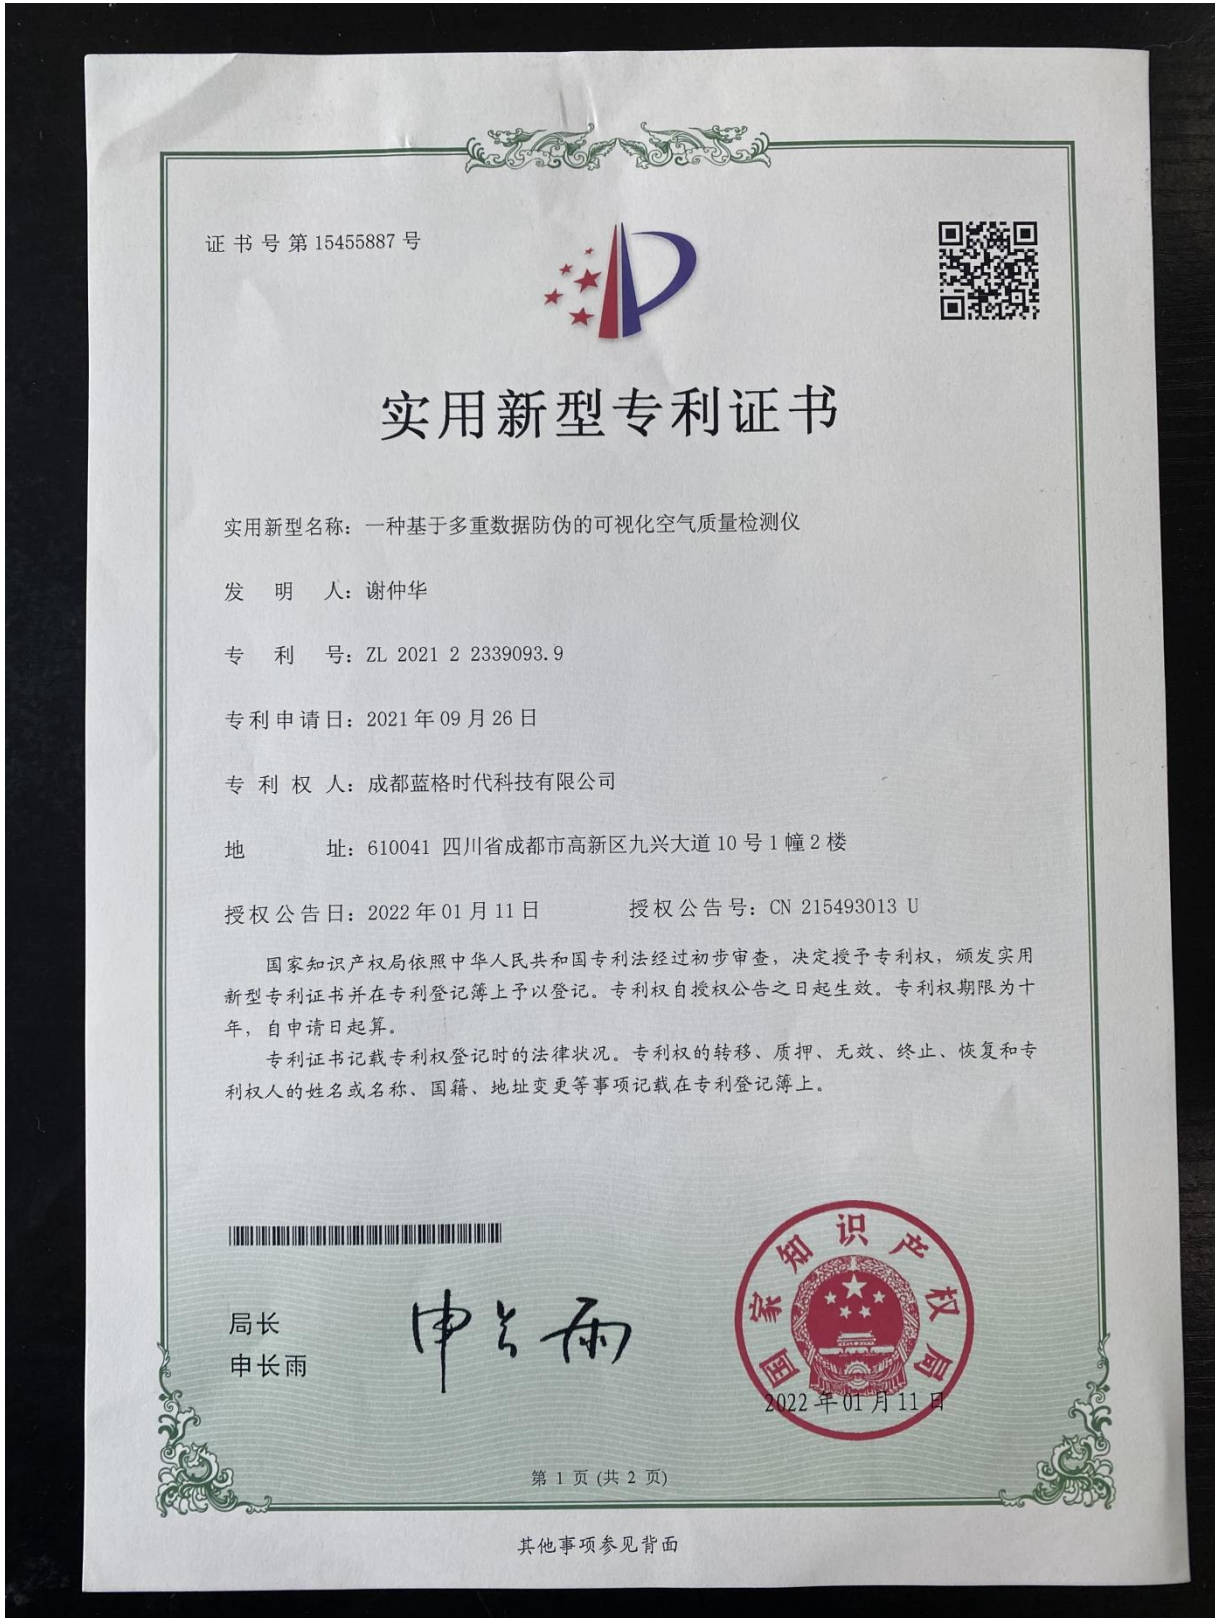 证书号第15455887号
实用新型专利证书
实用新型名称：一种基于多重数据防伪的可视化空气质量检测仪
发明人：谢仲华
专利号：ZL 2021 2 2339093.9
专利申请日：2021年09月26日
专利权人：成都蓝格时代科技有限公司
地址：610041 四川省成都市高新区九兴大道10号1幢2楼
授权公告日：2022年01月11日 授权公告号：CN 215493013 U
国家知识产权局依照中华人民共和国专利法经过初步审查，决定授予专利权，颁发实用
新型专利证书并在专利登记簿上予以登记。专利权自授权公告之日起生效。专利权期限为十
年，自申请日起算。
专利证书记载专利权登记时的法律状况。专利权的转移、质押、无效、终止、恢复和专
利权人的姓名或名称、国籍、地址变更等事项记载在专利登记簿上。
局长
申长雨
申长雨
国家知识产权局
2022年01月11日
第 1 页 (共 2 页)
其他事项参见背面